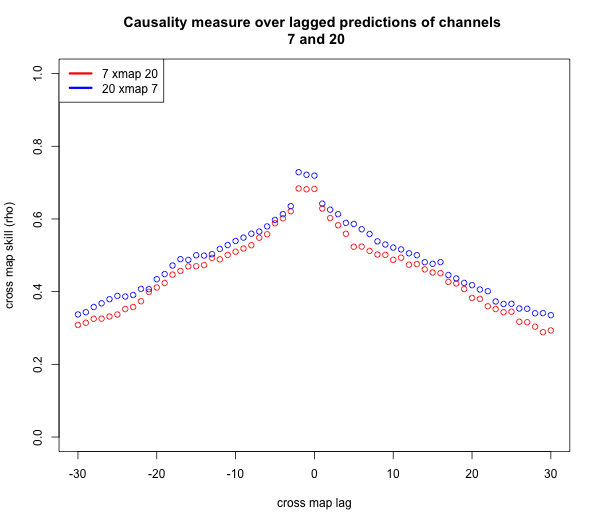 Causality measure over lagged predictions of channels
7 and 20
7 xmap 20
20 xmap 7
cross map skill (rho)
1.0
0.8
0.6
0.4
0.2
0.0
-30 -20 -10 0 10 20 30
cross map lag